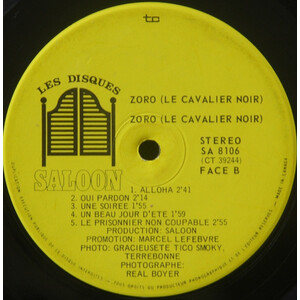 LES DISQUES
SALOON
ZORO (LE CAVALIER NOIR)
ZORO (LE CAVALIER NOIR)
STEREO
SA 8106
(CT 39244)
FACE B
1. ALLOHA 2'41
2. OUI PARDON 2'14
3. UNE SOIREE 1'55
4. UN BEAU JOUR D'ETE 1'59
5. LE PRISONNIER NON COUPABLE 2'55
PRODUCTION: SALOON
PROMOTION: MARCEL LEFEBVRE
PHOTO: GRACIEUSETE TICO SMOKY,
TERREBONNE
PHOTOGRAPHE:
REAL BOYER